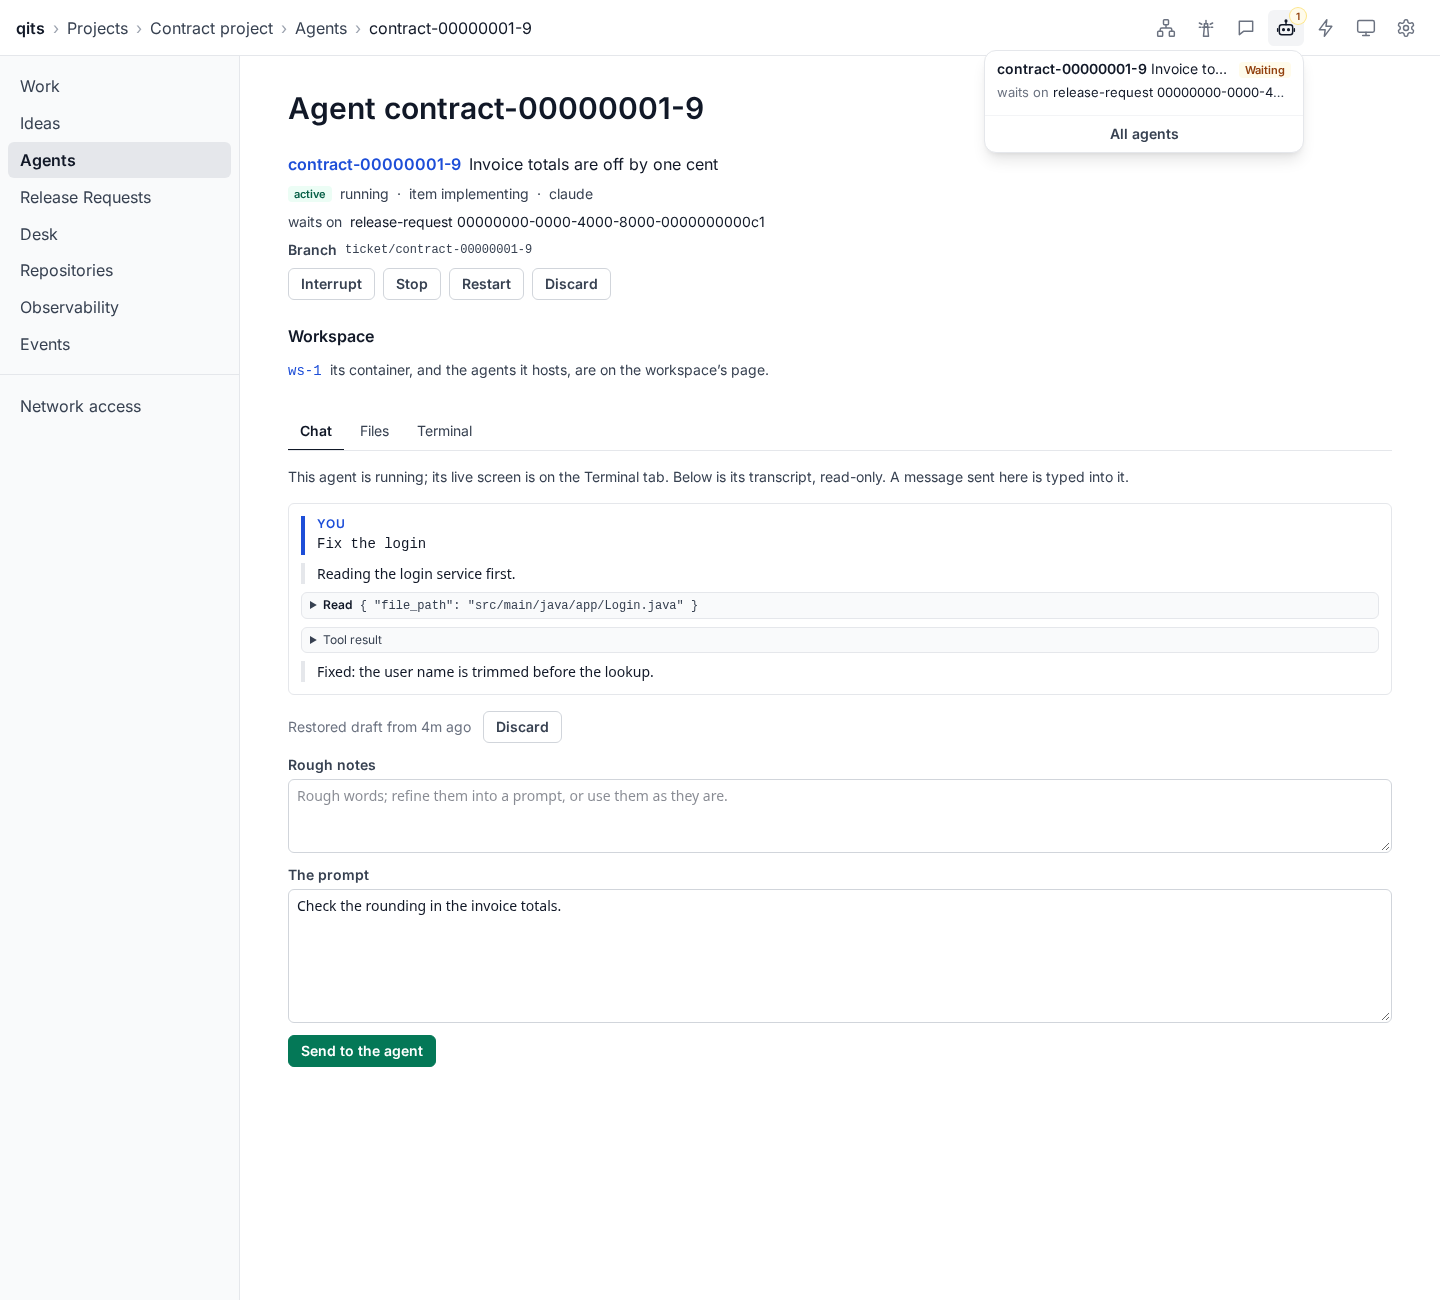 qits › Projects › Contract project › Agents › contract-00000001-9
1
contract-00000001-9 Invoice to... Waiting
waits on release-request 00000000-0000-4...
All agents
Work
Ideas
Agents
Release Requests
Desk
Repositories
Observability
Events
Network access
Agent contract-00000001-9
contract-00000001-9 Invoice totals are off by one cent
active running · item implementing · claude
waits on release-request 00000000-0000-4000-8000-0000000000c1
Branch ticket/contract-00000001-9
Interrupt Stop Restart Discard
Workspace
ws-1 its container, and the agents it hosts, are on the workspace’s page.
Chat Files Terminal
This agent is running; its live screen is on the Terminal tab. Below is its transcript, read-only. A message sent here is typed into it.
YOU
Fix the login
Reading the login service first.
Read { "file_path": "src/main/java/app/Login.java" }
Tool result
Fixed: the user name is trimmed before the lookup.
Restored draft from 4m ago Discard
Rough notes
Rough words; refine them into a prompt, or use them as they are.
The prompt
Check the rounding in the invoice totals.
Send to the agent